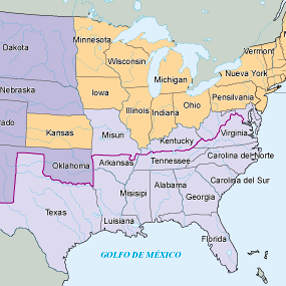 Minnesota
Dakota
Vermont
Wisconsin
Michigan
Nueva York
Nebraska
Iowa
Pensilvania
Illinois
Indiana
Ohio
Kansas
Misuri
Virginia
Kentucky
Carolina del Norte
Oklahoma
Arkansas
Tennessee
Carolina del Sur
Misisipi
Alabama
Georgia
Texas
Luisiana
Florida
GOLFO DE MÉXICO